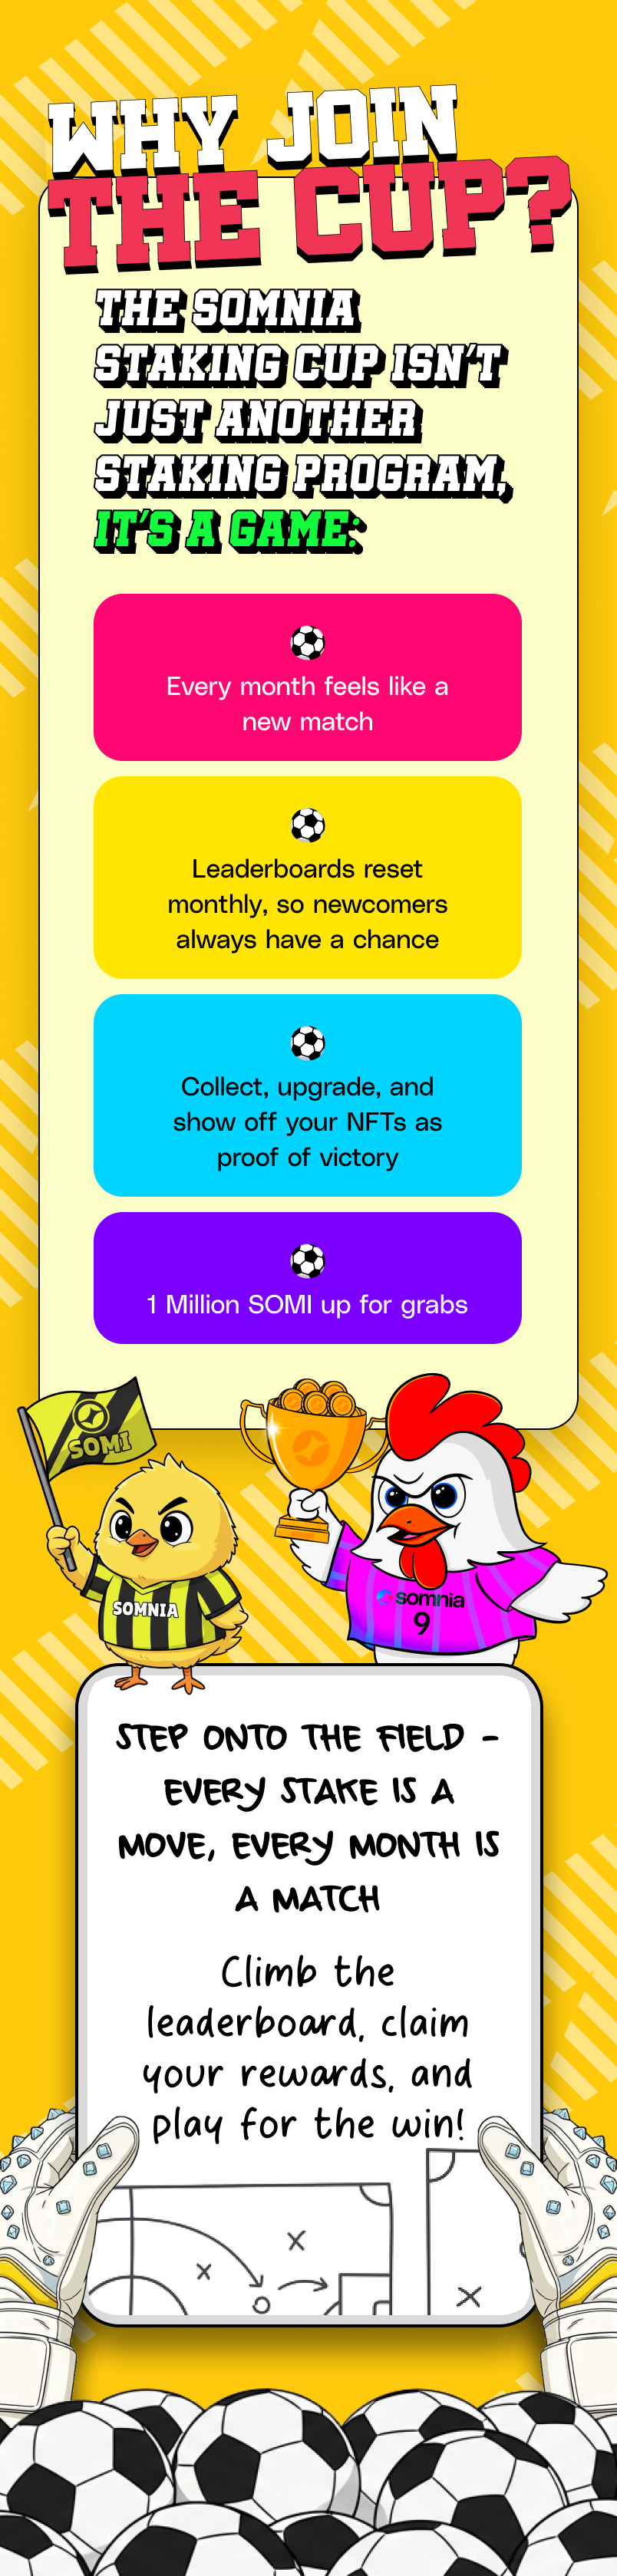 WHY JOIN
THE CUP?
THE SOMNIA
STAKING CUP ISN'T
JUST ANOTHER
STAKING PROGRAM,
IT'S A GAME:
Every month feels like a
new match
Leaderboards reset
monthly, so newcomers
always have a chance
Collect, upgrade, and
show off your NFTs as
proof of victory
1 Million SOMI up for grabs
SOMI
SOMNIA
somnia
9
STEP ONTO THE FIELD -
EVERY STAKE IS A
MOVE, EVERY MONTH IS
A MATCH
Climb the
leaderboard, claim
your rewards, and
play for the win!